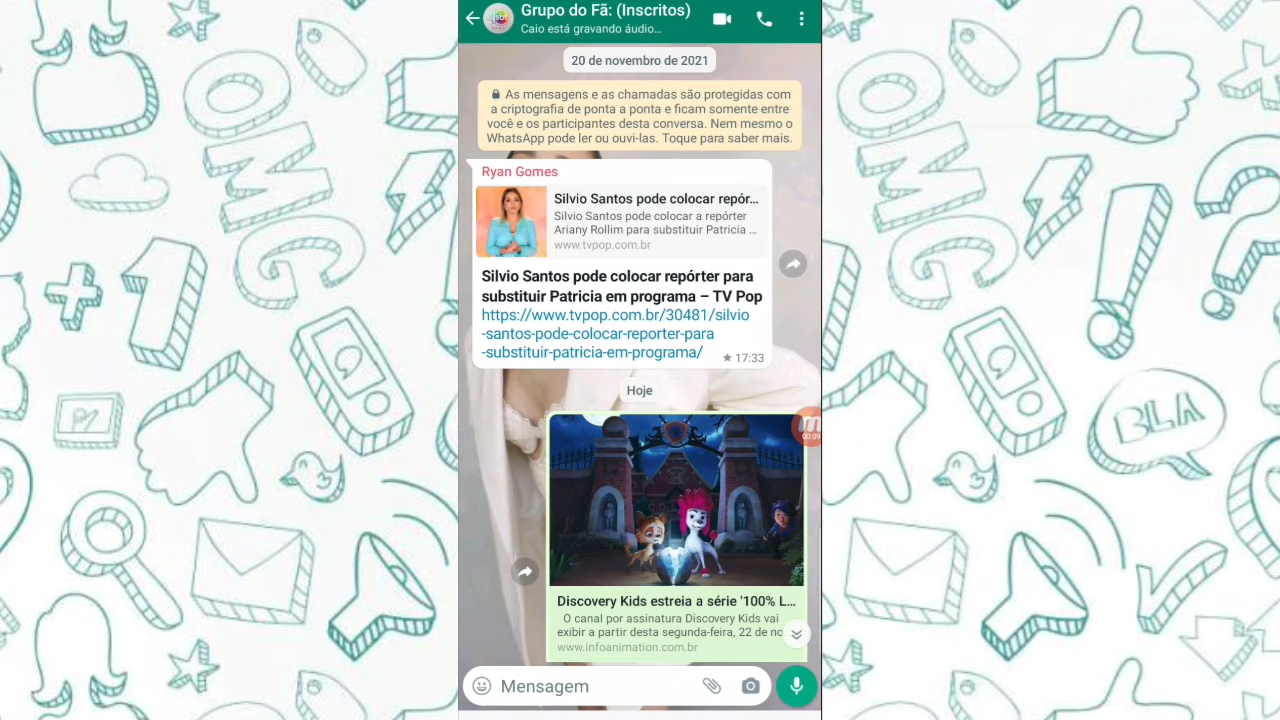 OMG
OMG
1
BLA
Grupo do Fã: (Inscritos)
Caio está gravando áudio...
20 de novembro de 2021
As mensagens e as chamadas são protegidas com
a criptografia de ponta a ponta e ficam somente entre
você e os participantes desta conversa. Nem mesmo o
WhatsApp pode ler ou ouvi-las. Toque para saber mais.
Ryan Gomes
Silvio Santos pode colocar repór...
Silvio Santos pode colocar a repórter
Ariany Rollim para substituir Patricia ...
www.tvpop.com.br
Silvio Santos pode colocar repórter para
substituir Patricia em programa – TV Pop
https://www.tvpop.com.br/30481/silvio
-santos-pode-colocar-reporter-para
-substituir-patricia-em-programa/
17:33
Hoje
00:09
Discovery Kids estreia a série '100% L...
O canal por assinatura Discovery Kids vai
exibir a partir desta segunda-feira, 22 de no
www.infoanimation.com.br
Mensagem